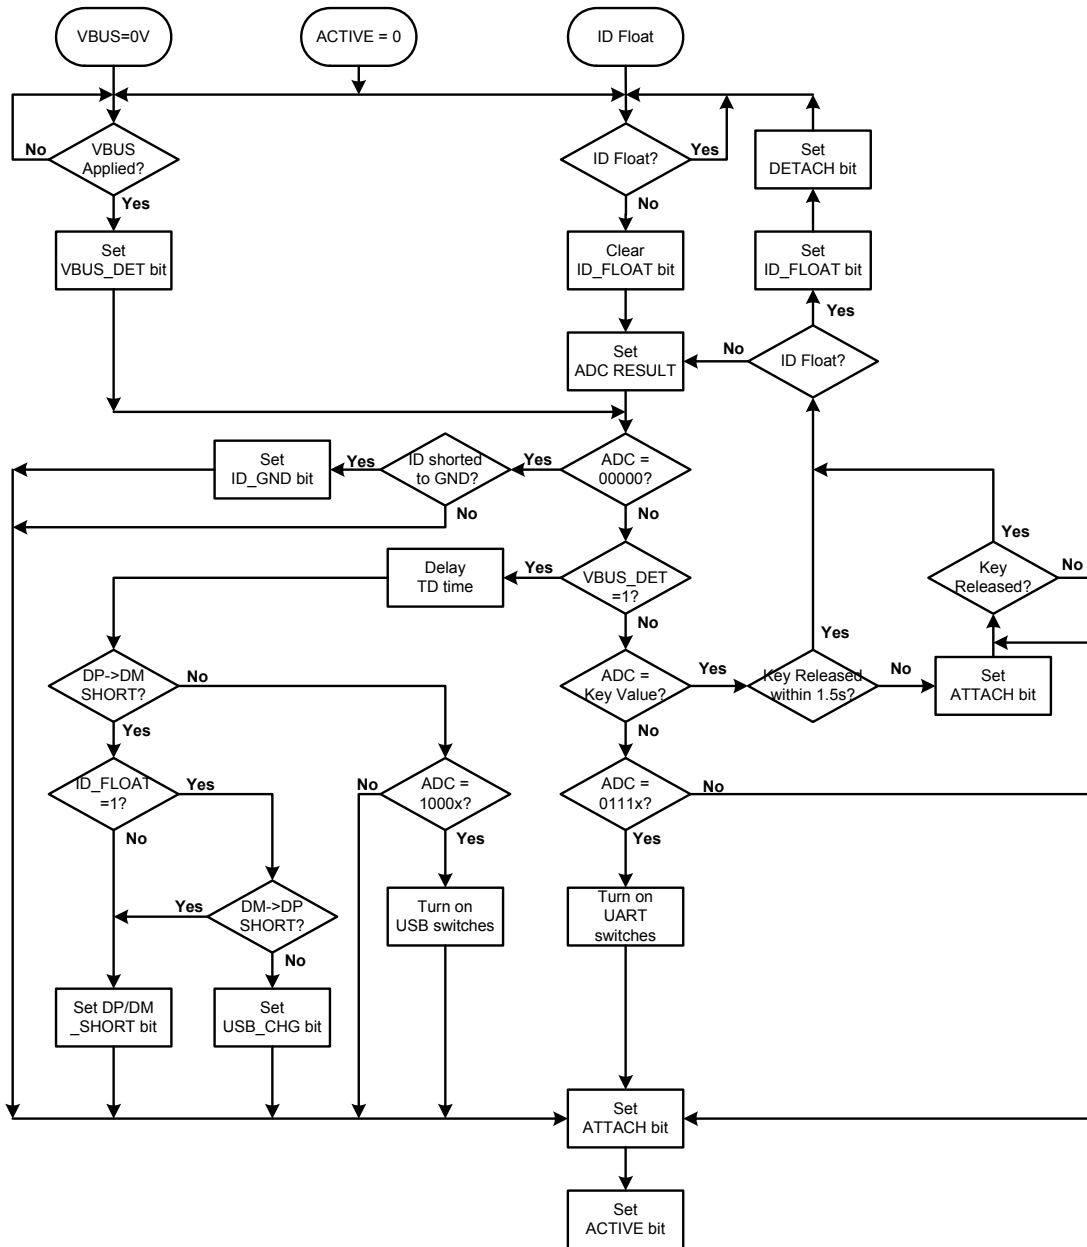 VBUS=0V
ACTIVE = 0
ID Float
No
VBUS
Applied?
Yes
ID Float?
Yes
No
Set
DETACH bit
Set
VBUS_DET bit
Clear
ID_FLOAT bit
Set
ID_FLOAT bit
Yes
Set
ADC RESULT
No
ID Float?
Set
ID_GND bit
Yes
ID shorted
to GND?
No
Yes
ADC =
00000?
No
Delay
TD time
Yes
VBUS_DET
=1?
No
Yes
Key
Released?
No
Yes
DP->DM
SHORT?
No
Yes
ADC =
Key Value?
Yes
No
Key Released
within 1.5s?
No
Set
ATTACH bit
ID_FLOAT
=1?
Yes
No
No
ADC =
1000x?
Yes
ADC =
0111x?
No
Yes
Yes
DM->DP
SHORT?
No
Turn on
USB switches
Turn on
UART
switches
Set DP/DM
_SHORT bit
Set
USB_CHG bit
Set
ATTACH bit
Set
ACTIVE bit